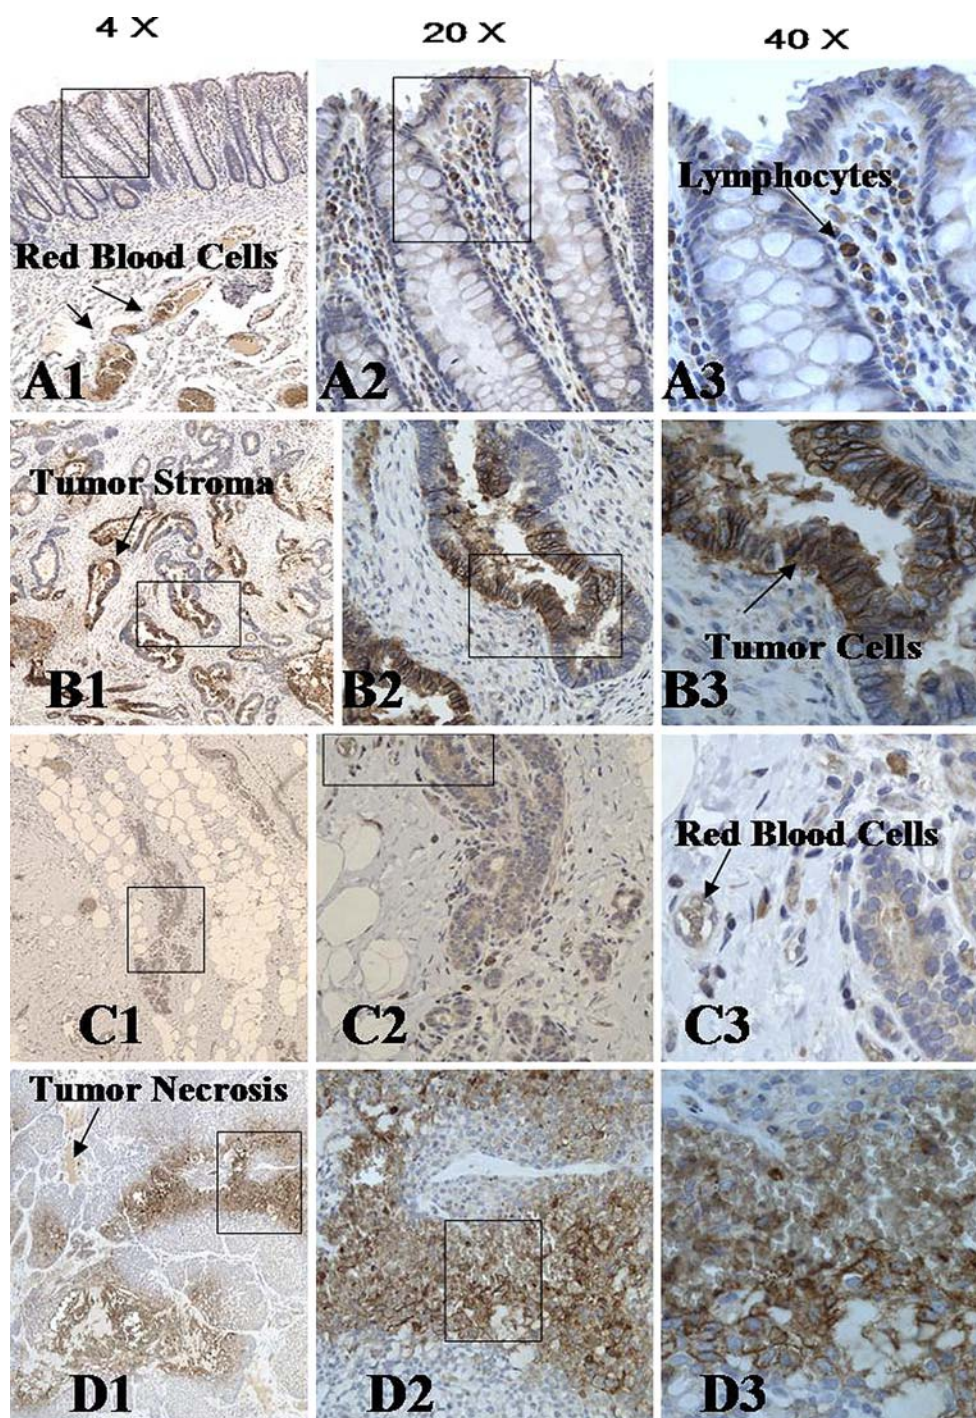 4 X
20 X
40 X
Lymphocytes
Red Blood Cells
A1
A2
A3
Tumor Stroma
Tumor Cells
B1
B2
B3
Red Blood Cells
C1
C2
C3
Tumor Necrosis
D1
D2
D3